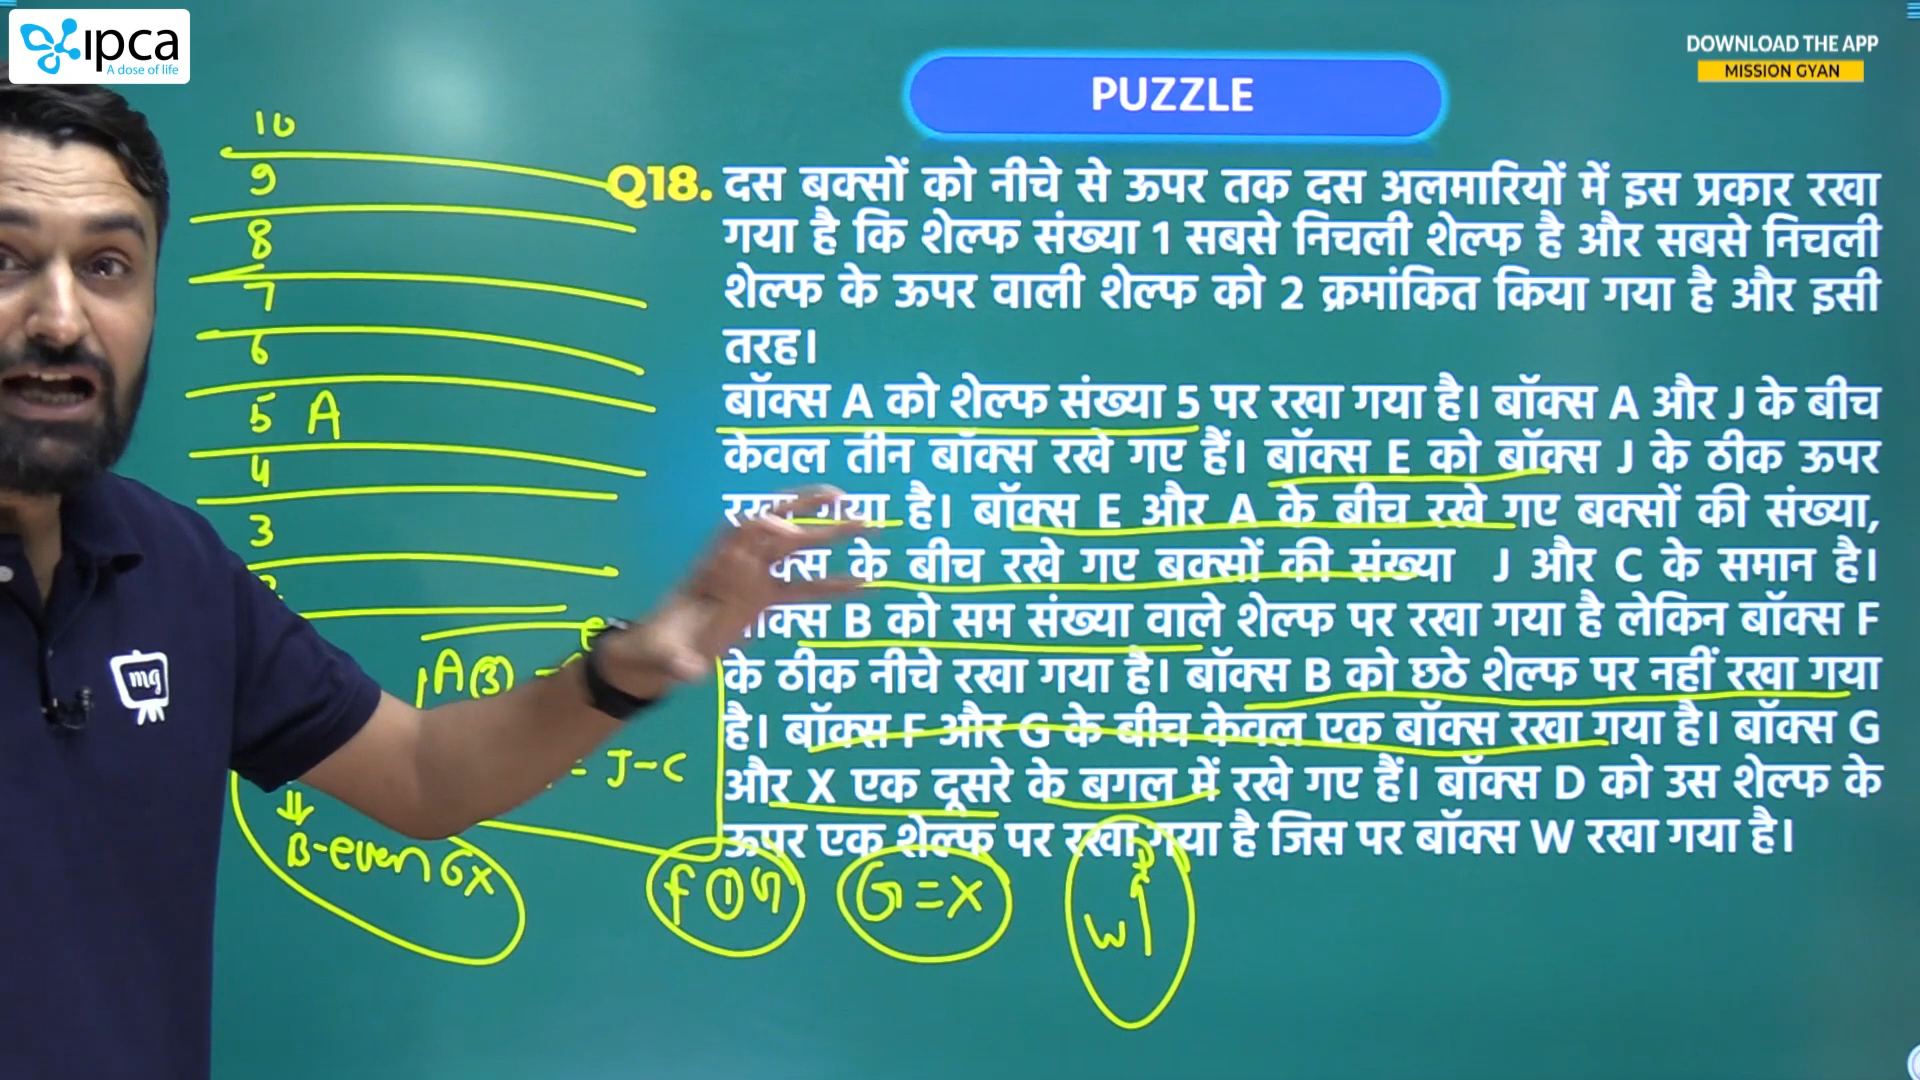 ipca
A dose of life
DOWNLOAD THE APP
MISSION GYAN
PUZZLE
Q18. दस बक्सों को नीचे से ऊपर तक दस अलमारियों में इस प्रकार रखा
गया है कि शेल्फ संख्या 1 सबसे निचली शेल्फ है और सबसे निचली
शेल्फ के ऊपर वाली शेल्फ को 2 क्रमांकित किया गया है और इसी
तरह।
बॉक्स A को शेल्फ संख्या 5 पर रखा गया है। बॉक्स A और J के बीच
केवल तीन बॉक्स रखे गए हैं। बॉक्स E को बॉक्स J के ठीक ऊपर
रखा गया है। बॉक्स E और A के बीच रखे गए बक्सों की संख्या,
के बीच रखे गए बक्सों की संख्या J और C के समान है।
बॉक्स B को सम संख्या वाले शेल्फ पर रखा गया है लेकिन बॉक्स F
के ठीक नीचे रखा गया है। बॉक्स B को छठे शेल्फ पर नहीं रखा गया
है। बॉक्स F और G के बीच केवल एक बॉक्स रखा गया है। बॉक्स G
और X एक दूसरे के बगल में रखे गए हैं। बॉक्स D को उस शेल्फ के
ऊपर एक शेल्फ पर रखा गया है जिस पर बॉक्स W रखा गया है।
10
9
8
7
6
5 A
4
3
A(3)
= J-C
B-even 6x
F 1 G
G=X
W
mg